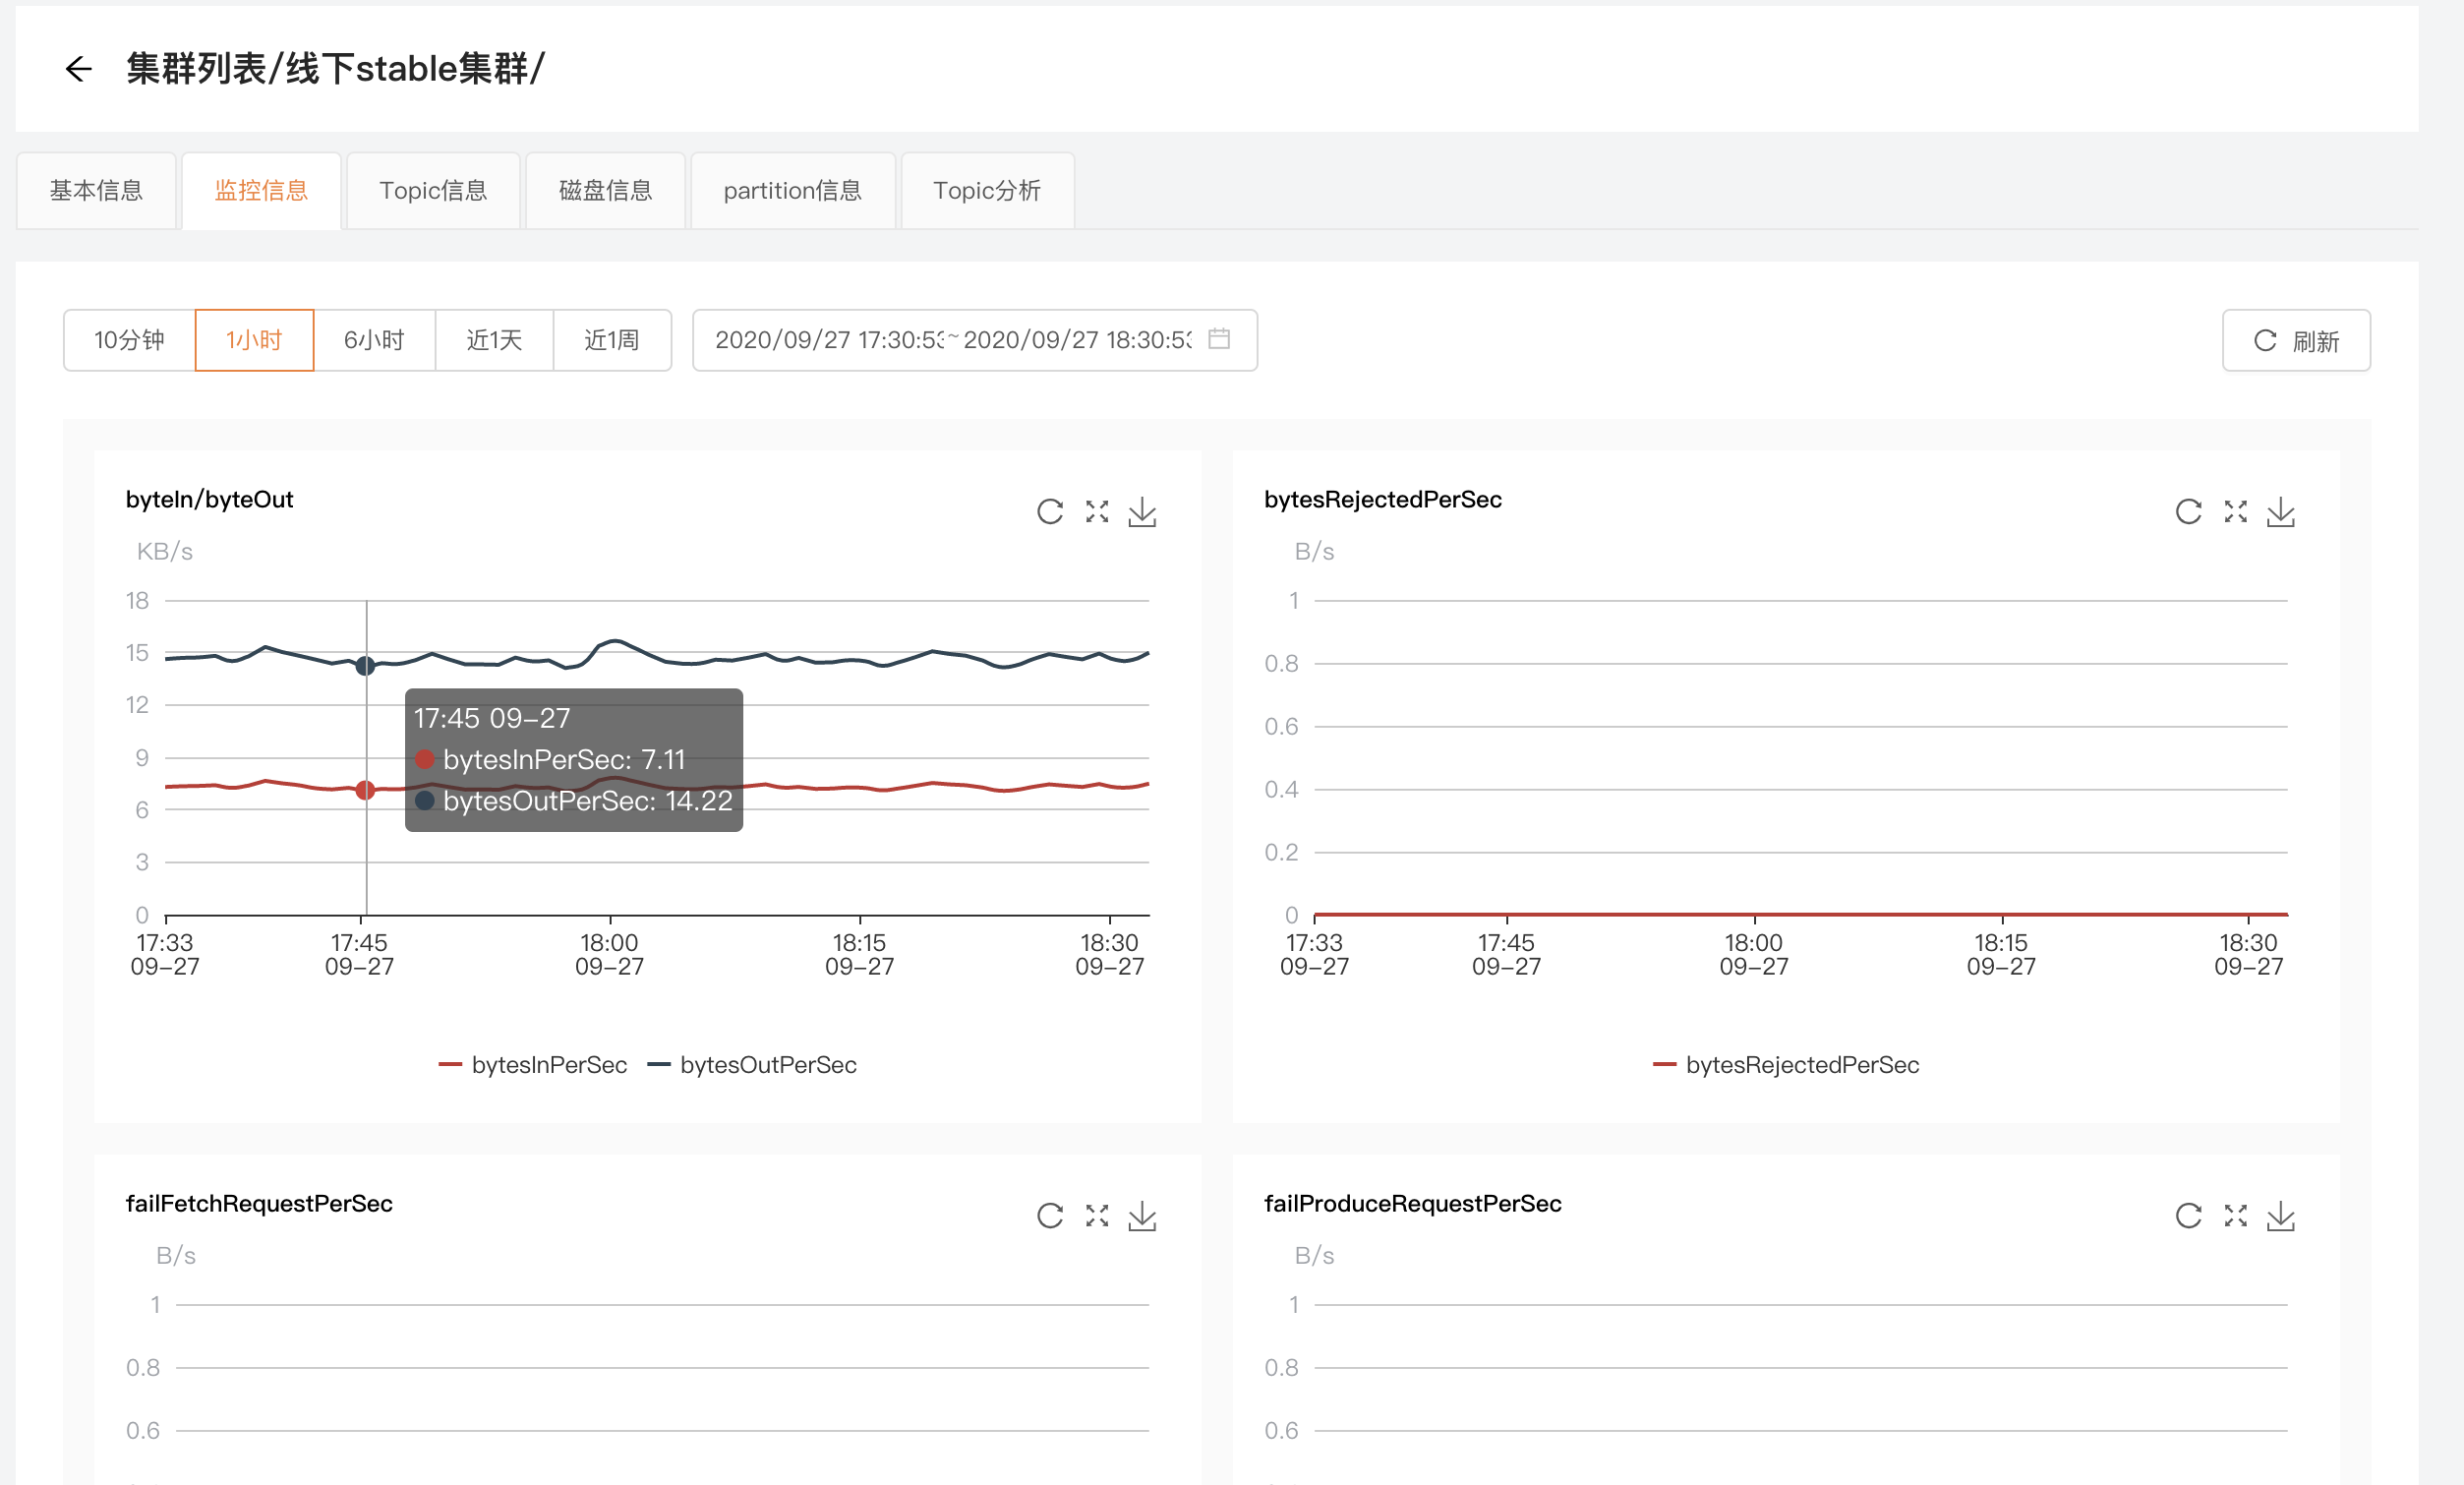 集群列表/线下stable集群/
基本信息 监控信息 Topic信息 磁盘信息 partition信息 Topic分析
10分钟 1小时 6小时 近1天 近1周 2020/09/27 17:30:53 ~ 2020/09/27 18:30:53 刷新
byteIn/byteOut
KB/s
18
15
12
9
6
3
0
17:45 09-27
bytesInPerSec: 7.11
bytesOutPerSec: 14.22
17:33 17:45 18:00 18:15 18:30
09-27 09-27 09-27 09-27 09-27
bytesInPerSec bytesOutPerSec
bytesRejectedPerSec
B/s
1
0.8
0.6
0.4
0.2
0
17:33 17:45 18:00 18:15 18:30
09-27 09-27 09-27 09-27 09-27
bytesRejectedPerSec
failFetchRequestPerSec
B/s
1
0.8
0.6
failProduceRequestPerSec
B/s
1
0.8
0.6